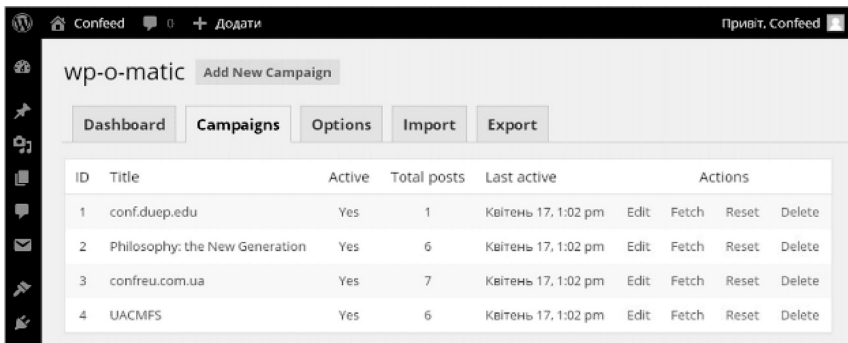 Confeed 0 + Додати Привіт, Confeed
wp-o-matic Add New Campaign
Dashboard Campaigns Options Import Export
ID Title Active Total posts Last active Actions
1 conf.duep.edu Yes 1 Квітень 17, 1:02 pm Edit Fetch Reset Delete
2 Philosophy: the New Generation Yes 6 Квітень 17, 1:02 pm Edit Fetch Reset Delete
3 confreu.com.ua Yes 7 Квітень 17, 1:02 pm Edit Fetch Reset Delete
4 UACMFS Yes 6 Квітень 17, 1:02 pm Edit Fetch Reset Delete